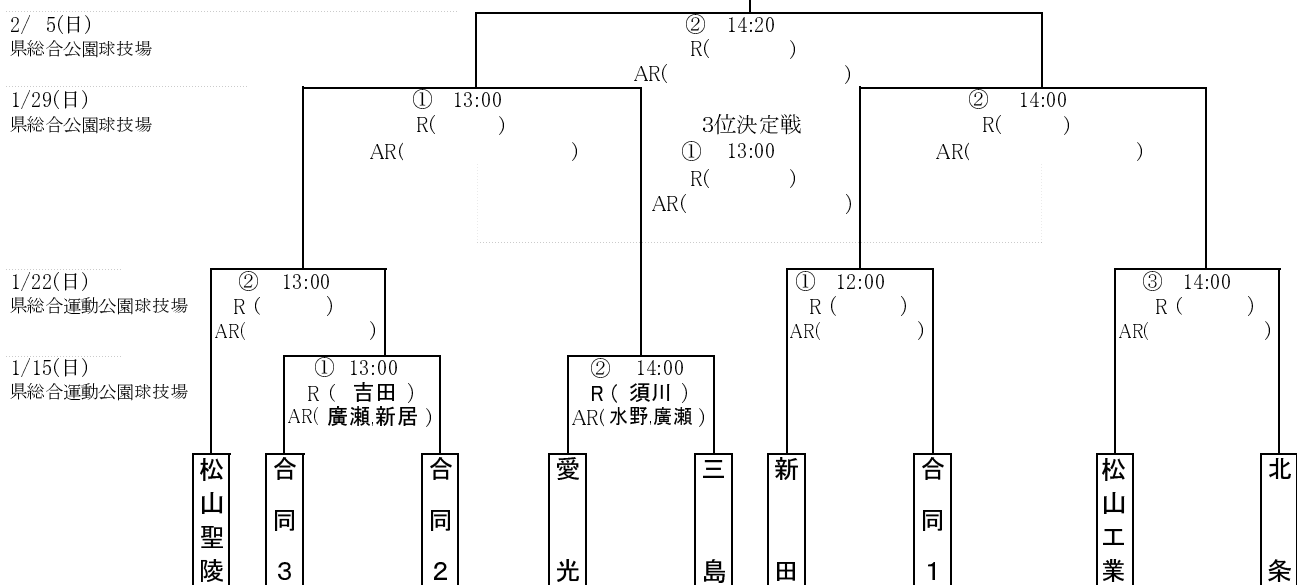 2/ 5(日)
県総合公園球技場
② 14:20
R( )
AR( )
1/29(日)
県総合公園球技場
① 13:00
R( )
AR( )
3位決定戦
① 13:00
R( )
AR( )
② 14:00
R( )
AR( )
1/22(日)
県総合運動公園球技場
② 13:00
R ( )
AR( )
① 12:00
R ( )
AR( )
③ 14:00
R ( )
AR( )
1/15(日)
県総合運動公園球技場
① 13:00
R ( 吉田 )
AR( 廣瀬,新居 )
② 14:00
R ( 須川 )
AR( 水野,廣瀬 )
松山聖陵
合同3
合同2
愛光
三島
新田
合同1
松山工業
北条